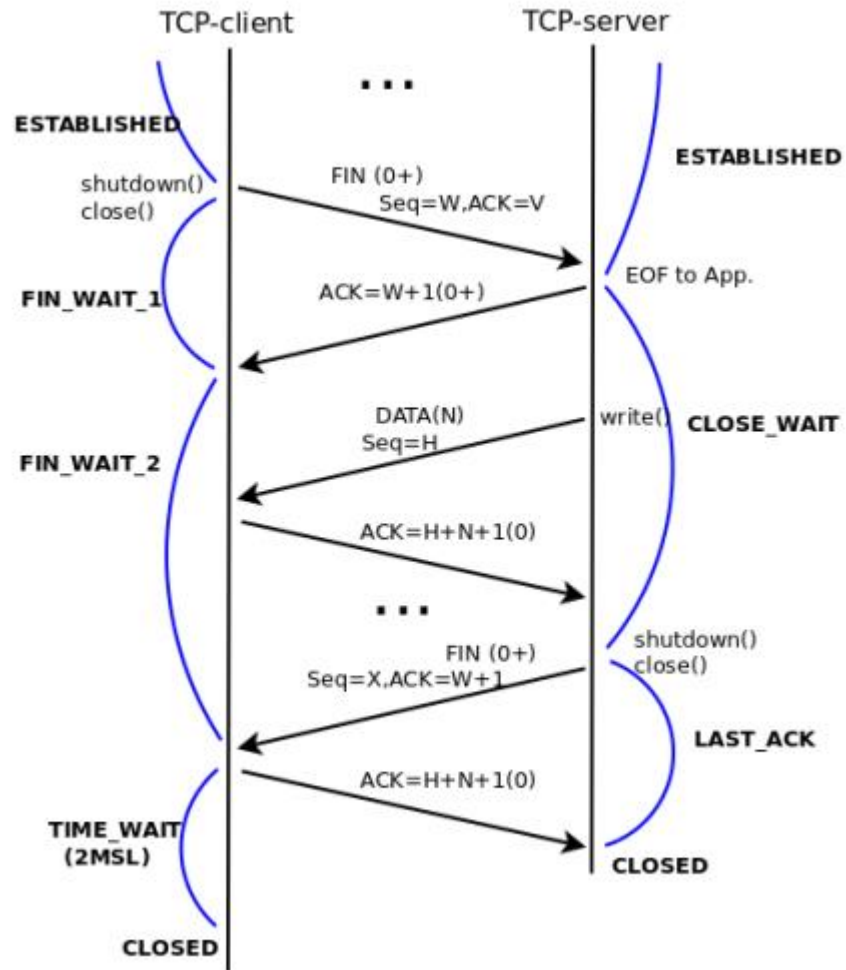 TCP-client
TCP-server
...
ESTABLISHED
ESTABLISHED
shutdown()
close()
FIN (0+)
Seq=W,ACK=V
EOF to App.
FIN_WAIT_1
ACK=W+1(0+)
DATA(N)
Seq=H
write()
CLOSE_WAIT
FIN_WAIT_2
ACK=H+N+1(0)
...
shutdown()
close()
FIN (0+)
Seq=X,ACK=W+1
LAST_ACK
ACK=H+N+1(0)
TIME_WAIT
(2MSL)
CLOSED
CLOSED